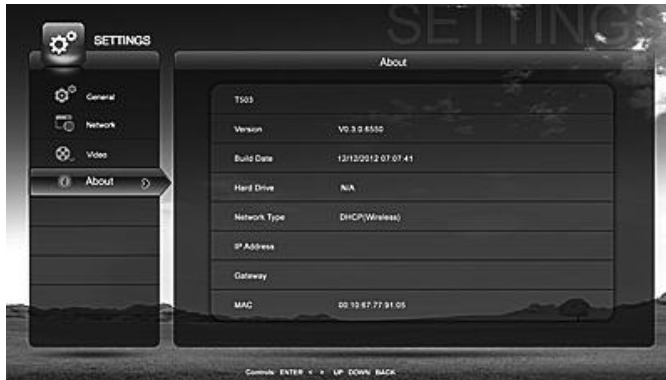 SETTINGS
SETTINGS
About
General
Network
Video
About
T503
Version V0.3.0.6550
Build Date 12/12/2012 07:07:41
Hard Drive N/A
Network Type DHCP(Wireless)
IP Address
Gateway
MAC 00:10:67:77:91:05
Controls: ENTER < > UP DOWN BACK